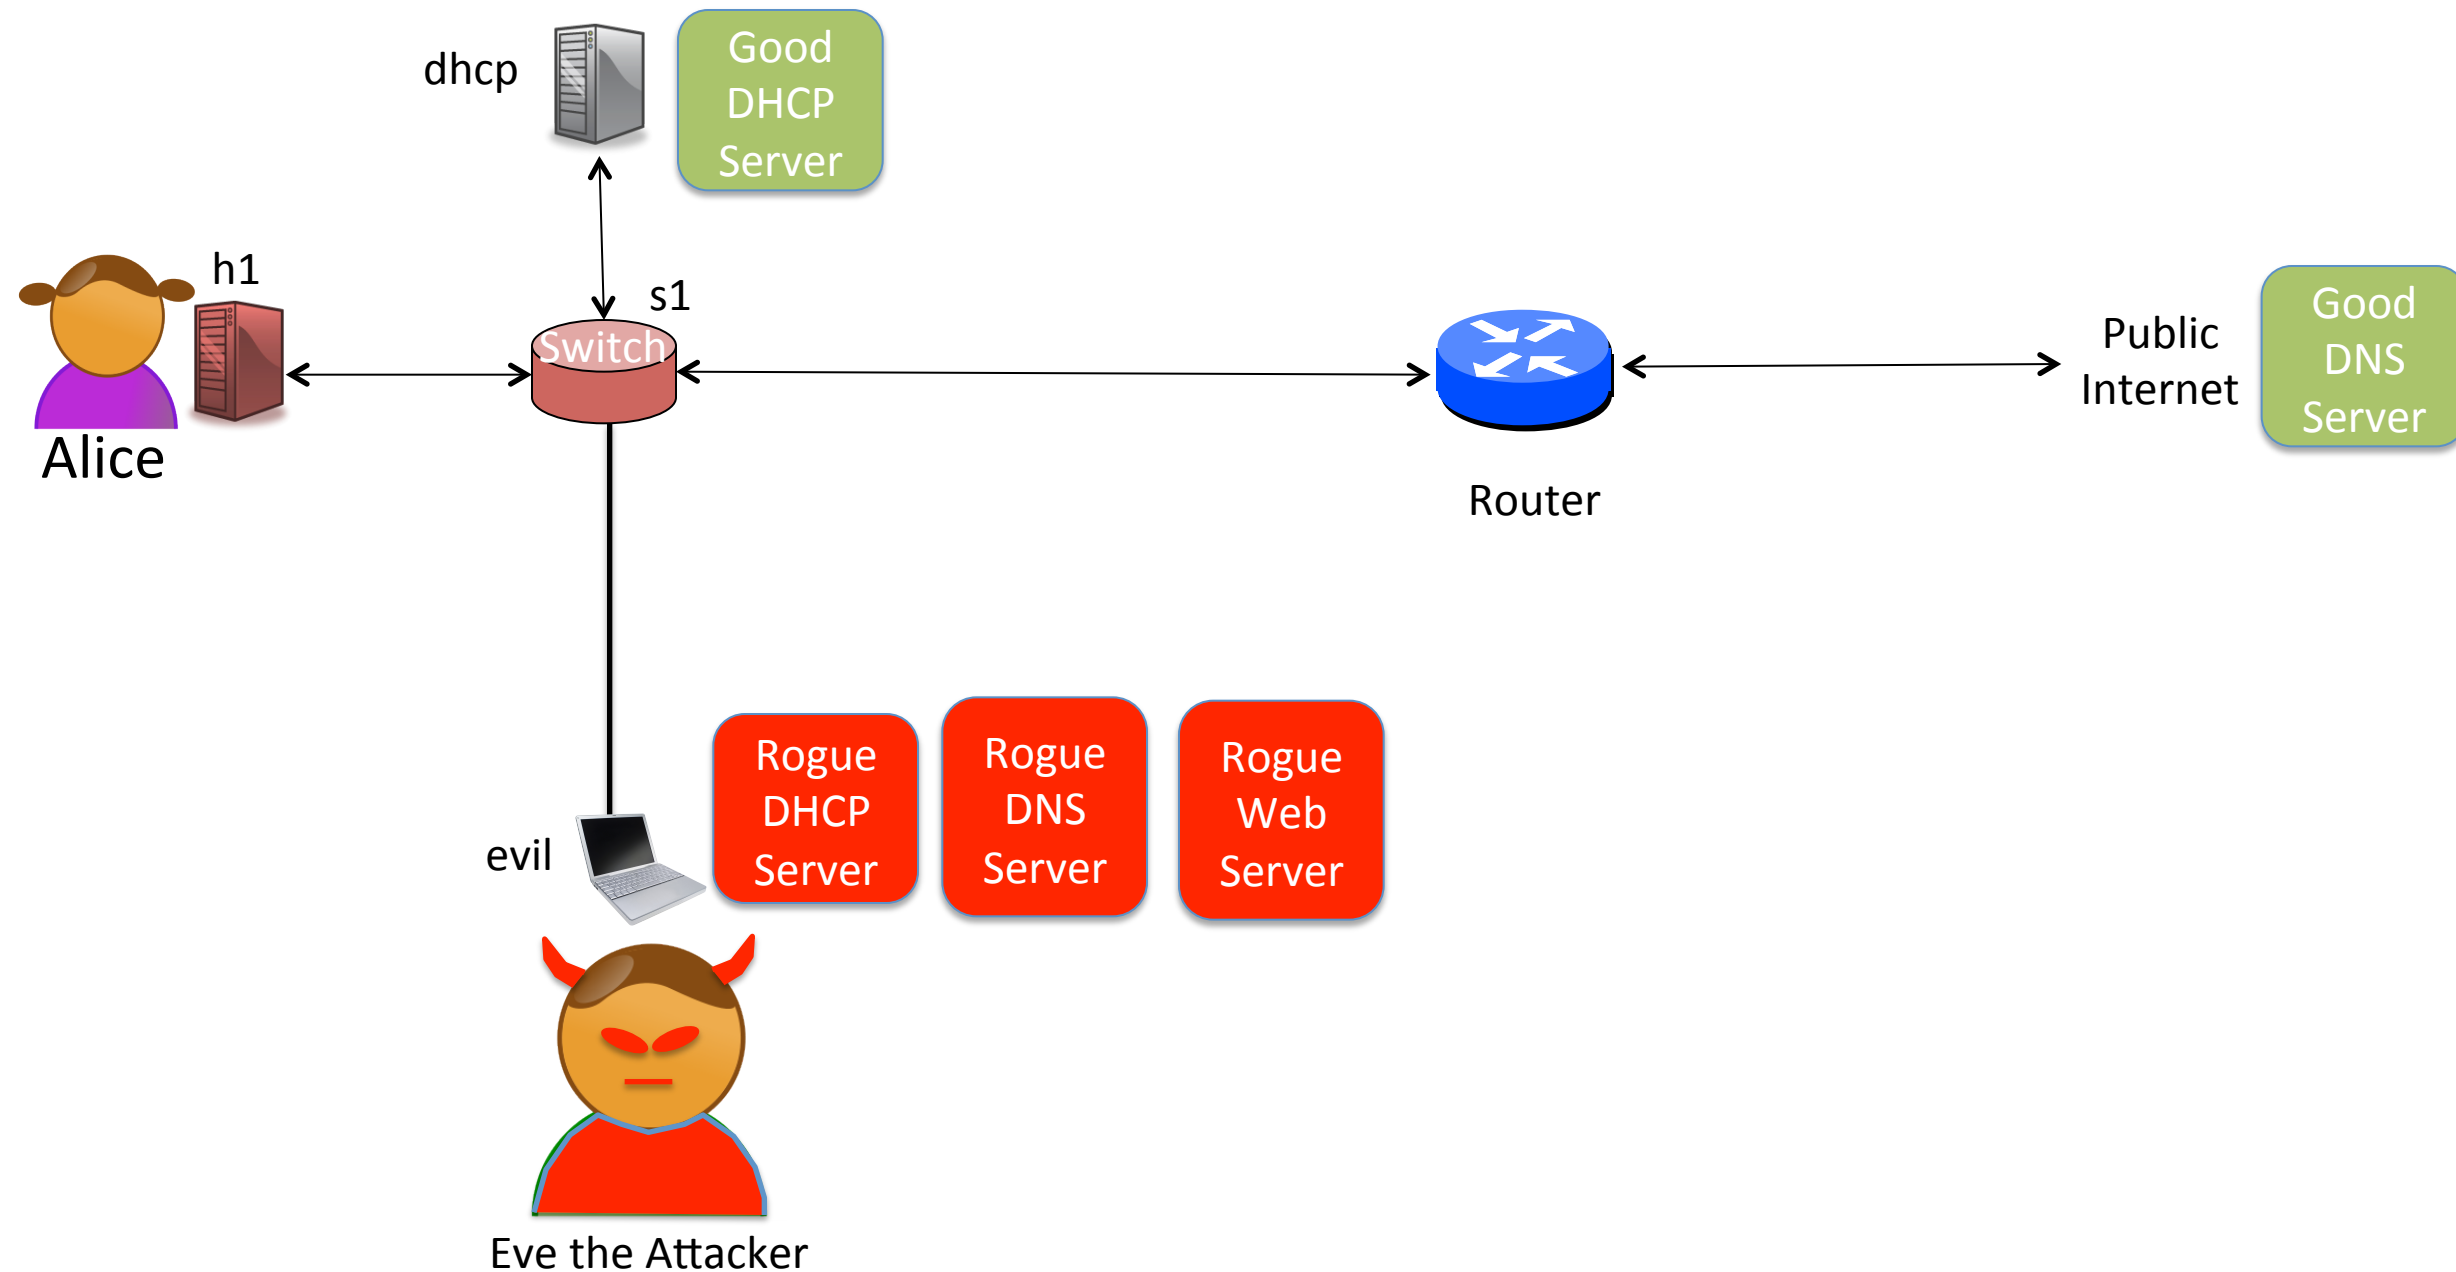 dhcp
Good
DHCP
Server
h1
s1
Switch
Alice
Router
Public
Internet
Good
DNS
Server
evil
Rogue
DHCP
Server
Rogue
DNS
Server
Rogue
Web
Server
Eve the Attacker